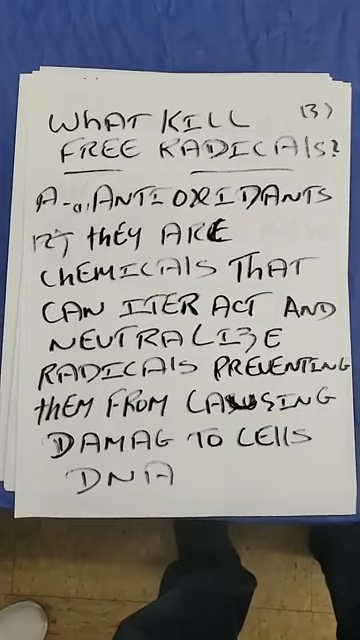 13)
WHAT KILL
FREE RADICALS?
A-a. ANTIOXIDANTS
THEY ARE
CHEMICALS THAT
CAN ITERACT AND
NEUTRALIZE
RADICALS PREVENTING
THEM FROM CAUSING
DAMAG TO CELLS
DNA